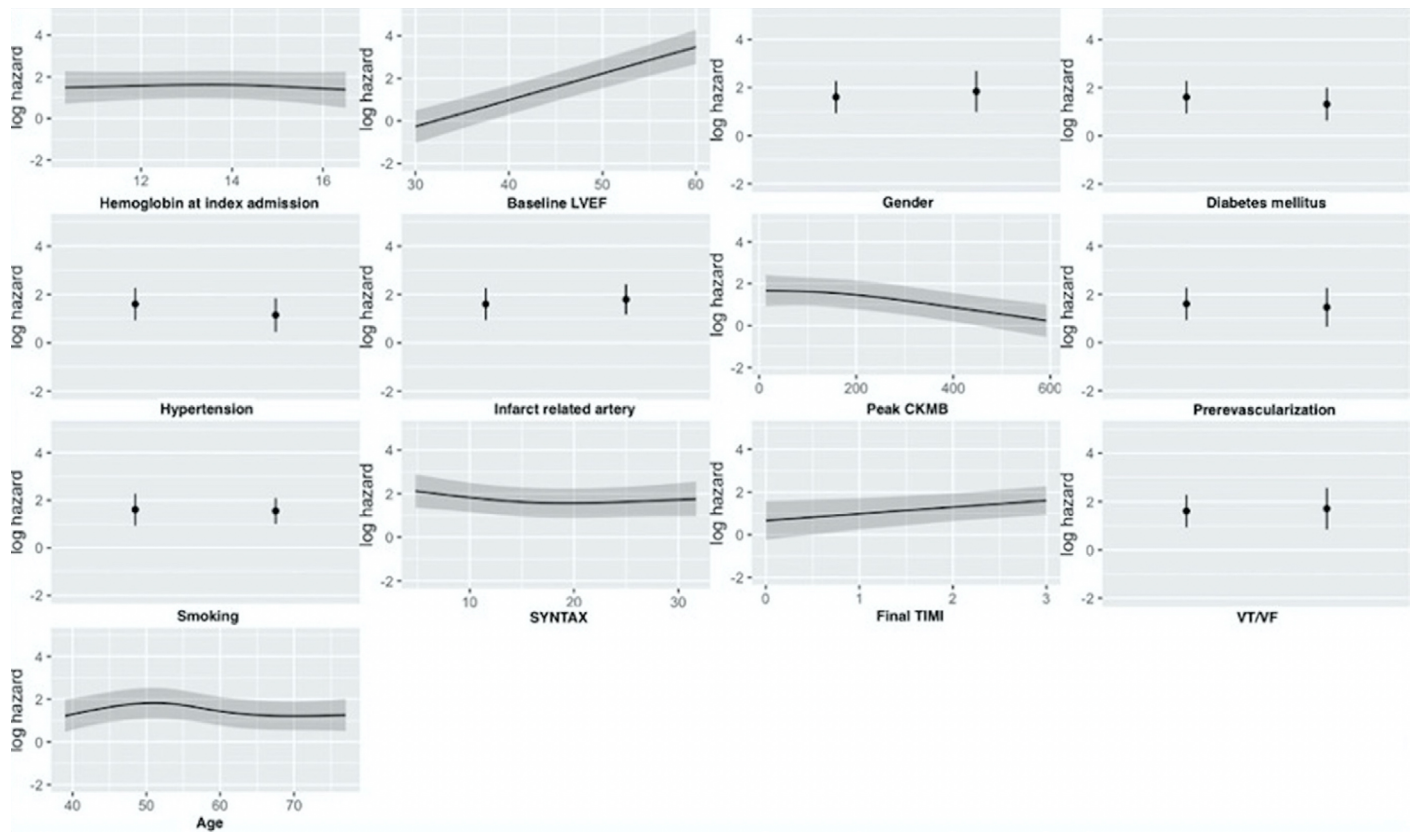 4
2
0
-2
log hazard
12 14 16
Hemoglobin at index admission
4
2
0
-2
log hazard
30 40 50 60
Baseline LVEF
4
2
0
-2
log hazard
Gender
4
2
0
-2
log hazard
Diabetes mellitus
4
2
0
-2
log hazard
Hypertension
4
2
0
-2
log hazard
Infarct related artery
4
2
0
-2
log hazard
0 200 400 600
Peak CKMB
4
2
0
-2
log hazard
Prerevascularization
4
2
0
-2
log hazard
Smoking
4
2
0
-2
log hazard
10 20 30
SYNTAX
4
2
0
-2
log hazard
0 1 2 3
Final TIMI
4
2
0
-2
log hazard
VT/VF
4
2
0
-2
log hazard
40 50 60 70
Age